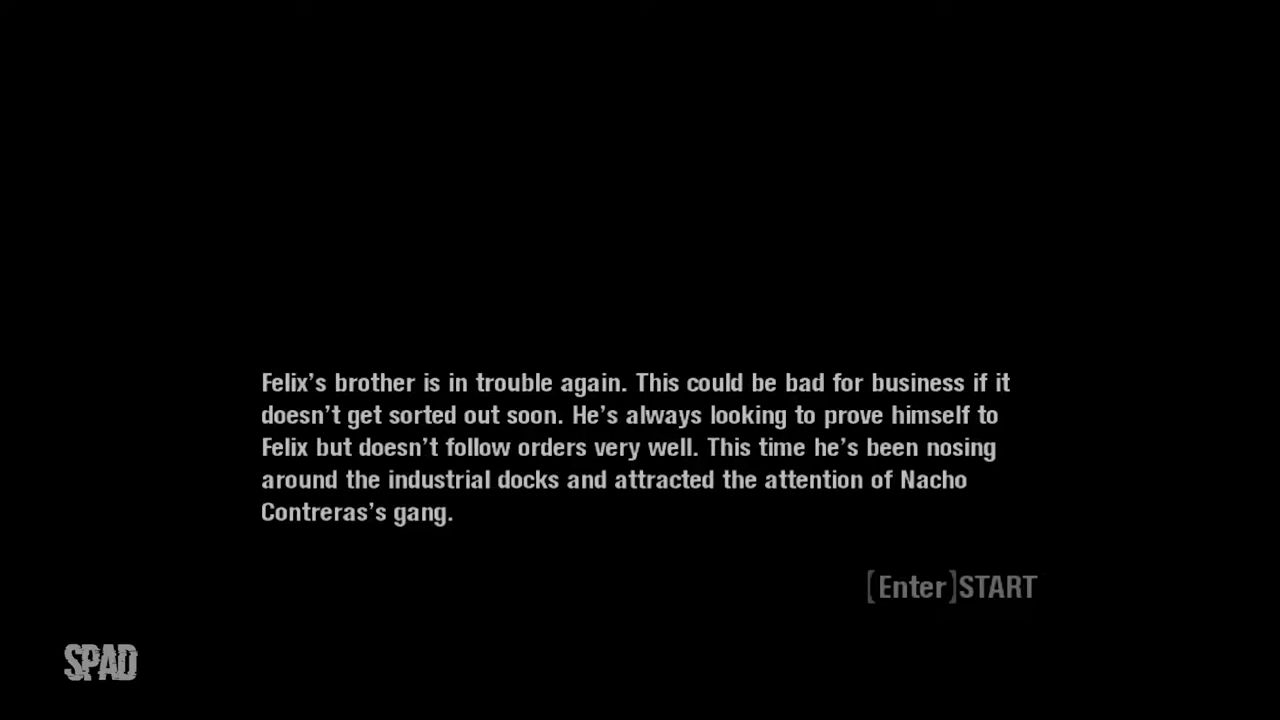 Felix’s brother is in trouble again. This could be bad for business if it
doesn’t get sorted out soon. He’s always looking to prove himself to
Felix but doesn’t follow orders very well. This time he’s been nosing
around the industrial docks and attracted the attention of Nacho
Contreras’s gang.
[Enter]START
SPAD